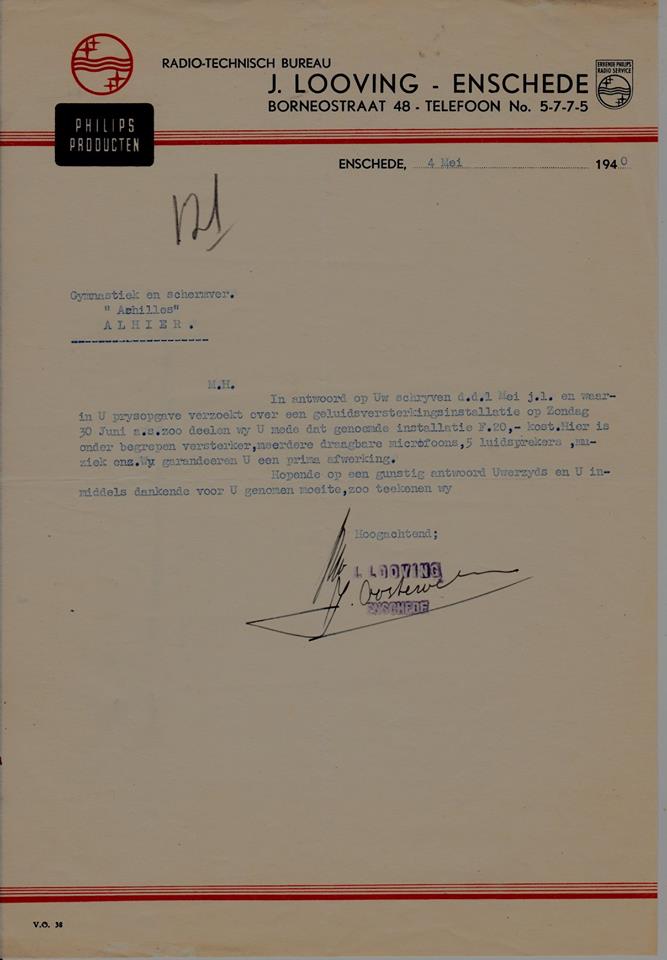 RADIO-TECHNISCH BUREAU
J. LOOVING - ENSCHEDE
BORNEOSTRAAT 48 - TELEFOON No. 5-7-7-5
ERKENDE PHILIPS
RADIO SERVICE
PHILIPS
PRODUCTEN
ENSCHEDE, 4 Mei 1940
Gymnastiek en schermver.
" Achilles"
ALHIER.
M.H.
In antwoord op Uw schryven d.d.1 Mei j.l. en waar-
in U prysopgave verzoekt over een geluidsversterkingsinstallatie op Zondag
30 Juni a.s.zoo deelen wy U mede dat genoemde installatie F.20,- kost.Hier is
onder begrepen versterker,meerdere draagbare microfoons,5 luidsprekers ,mu-
ziek enz.Wy garandeeren U een prima afwerking.
Hopende op een gunstig antwoord Uwerzyds en U in-
middels dankende voor U genomen moeite,zoo teekenen wy
Hoogachtend;
J. LOOVING
ENSCHEDE
V.O. 38